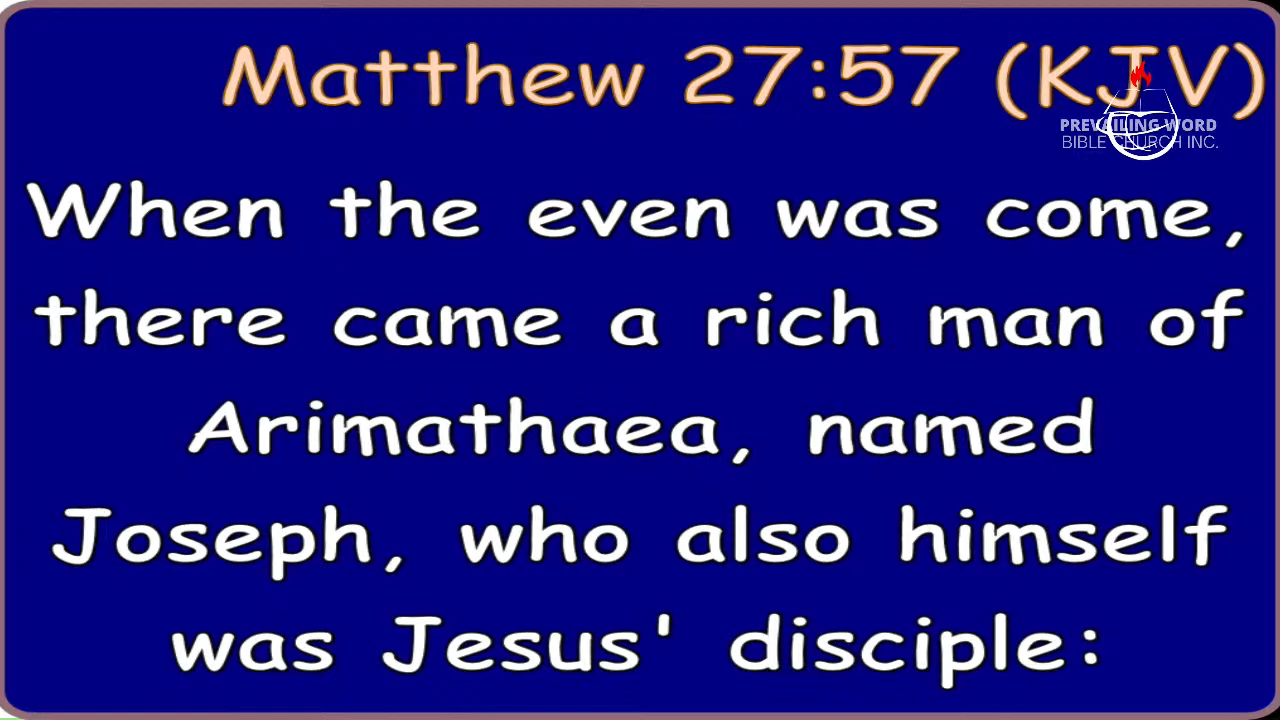 Matthew 27:57 (KJV)
PREVAILING WORD
BIBLE CHURCH INC.
When the even was come,
there came a rich man of
Arimathaea, named
Joseph, who also himself
was Jesus' disciple: